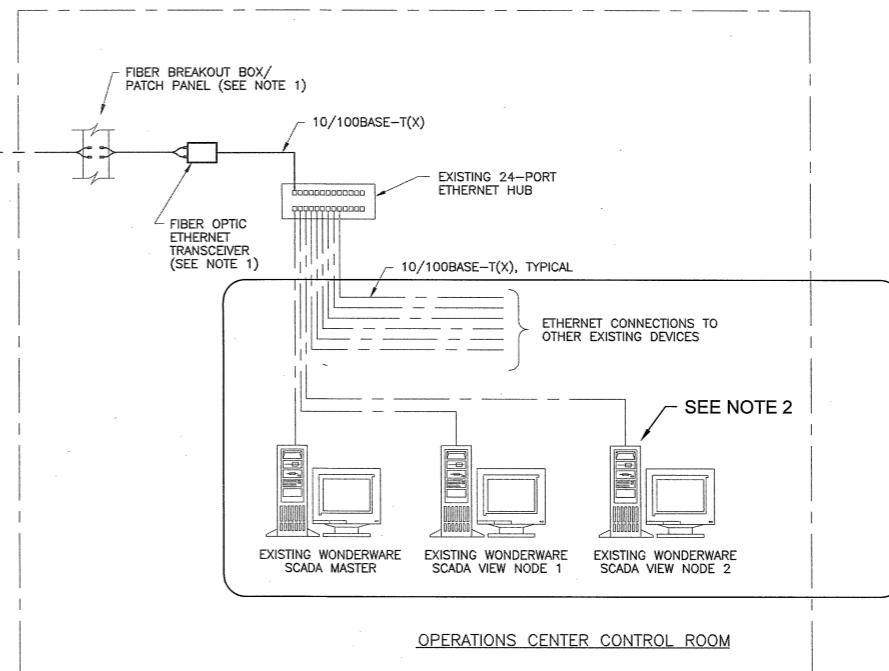 FIBER BREAKOUT BOX/
PATCH PANEL (SEE NOTE 1)
10/100BASE-T(X)
EXISTING 24-PORT
ETHERNET HUB
FIBER OPTIC
ETHERNET
TRANSCEIVER
(SEE NOTE 1)
10/100BASE-T(X), TYPICAL
ETHERNET CONNECTIONS TO
OTHER EXISTING DEVICES
SEE NOTE 2
EXISTING WONDERWARE
SCADA MASTER
EXISTING WONDERWARE
SCADA VIEW NODE 1
EXISTING WONDERWARE
SCADA VIEW NODE 2
OPERATIONS CENTER CONTROL ROOM